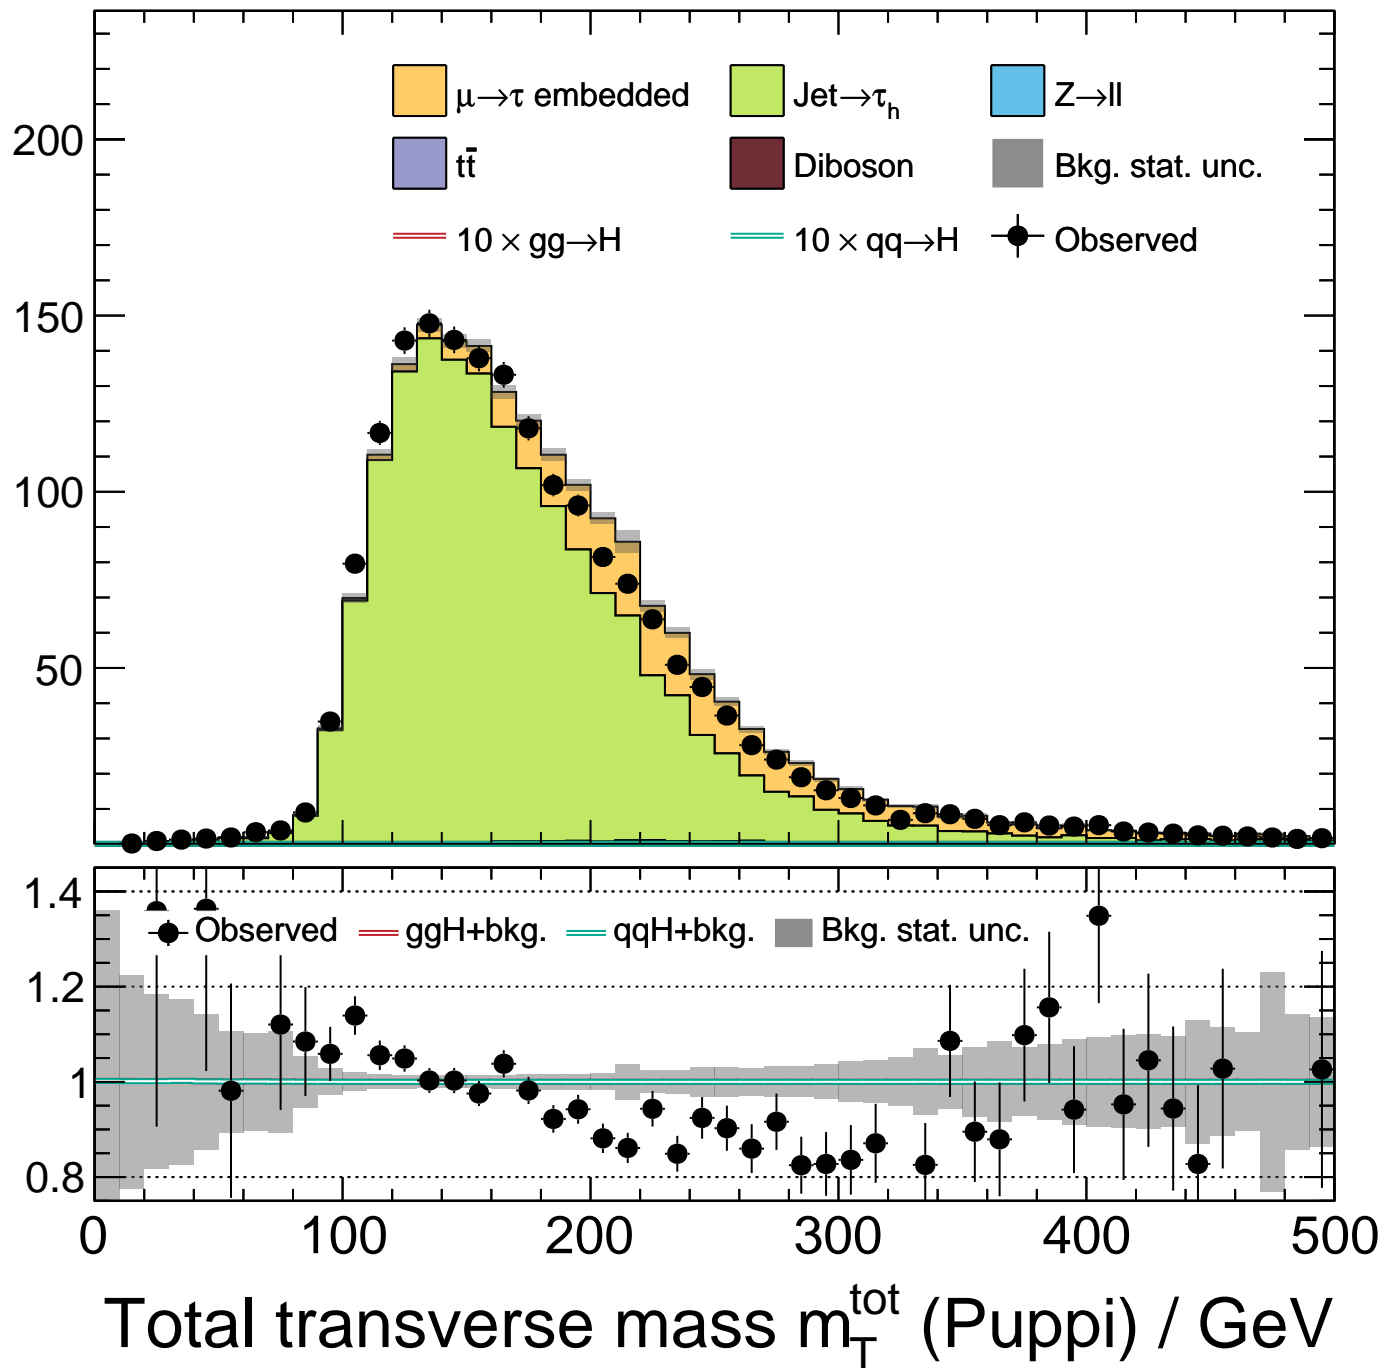 μ→τ embedded Jet→τh Z→ll
tt̄ Diboson Bkg. stat. unc.
10 × gg→H 10 × qq→H Observed
200
150
100
50
1.4
Observed ggH+bkg. qqH+bkg. Bkg. stat. unc.
1.2
1
0.8
0 100 200 300 400 500
Total transverse mass m_T^tot (Puppi) / GeV